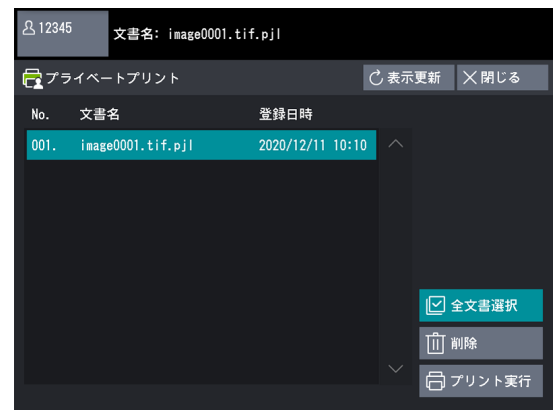 12345
文書名: image0001.tif.pjl
プライベートプリント 表示更新 閉じる
No. 文書名 登録日時
001. image0001.tif.pjl 2020/12/11 10:10
全文書選択
削除
プリント実行